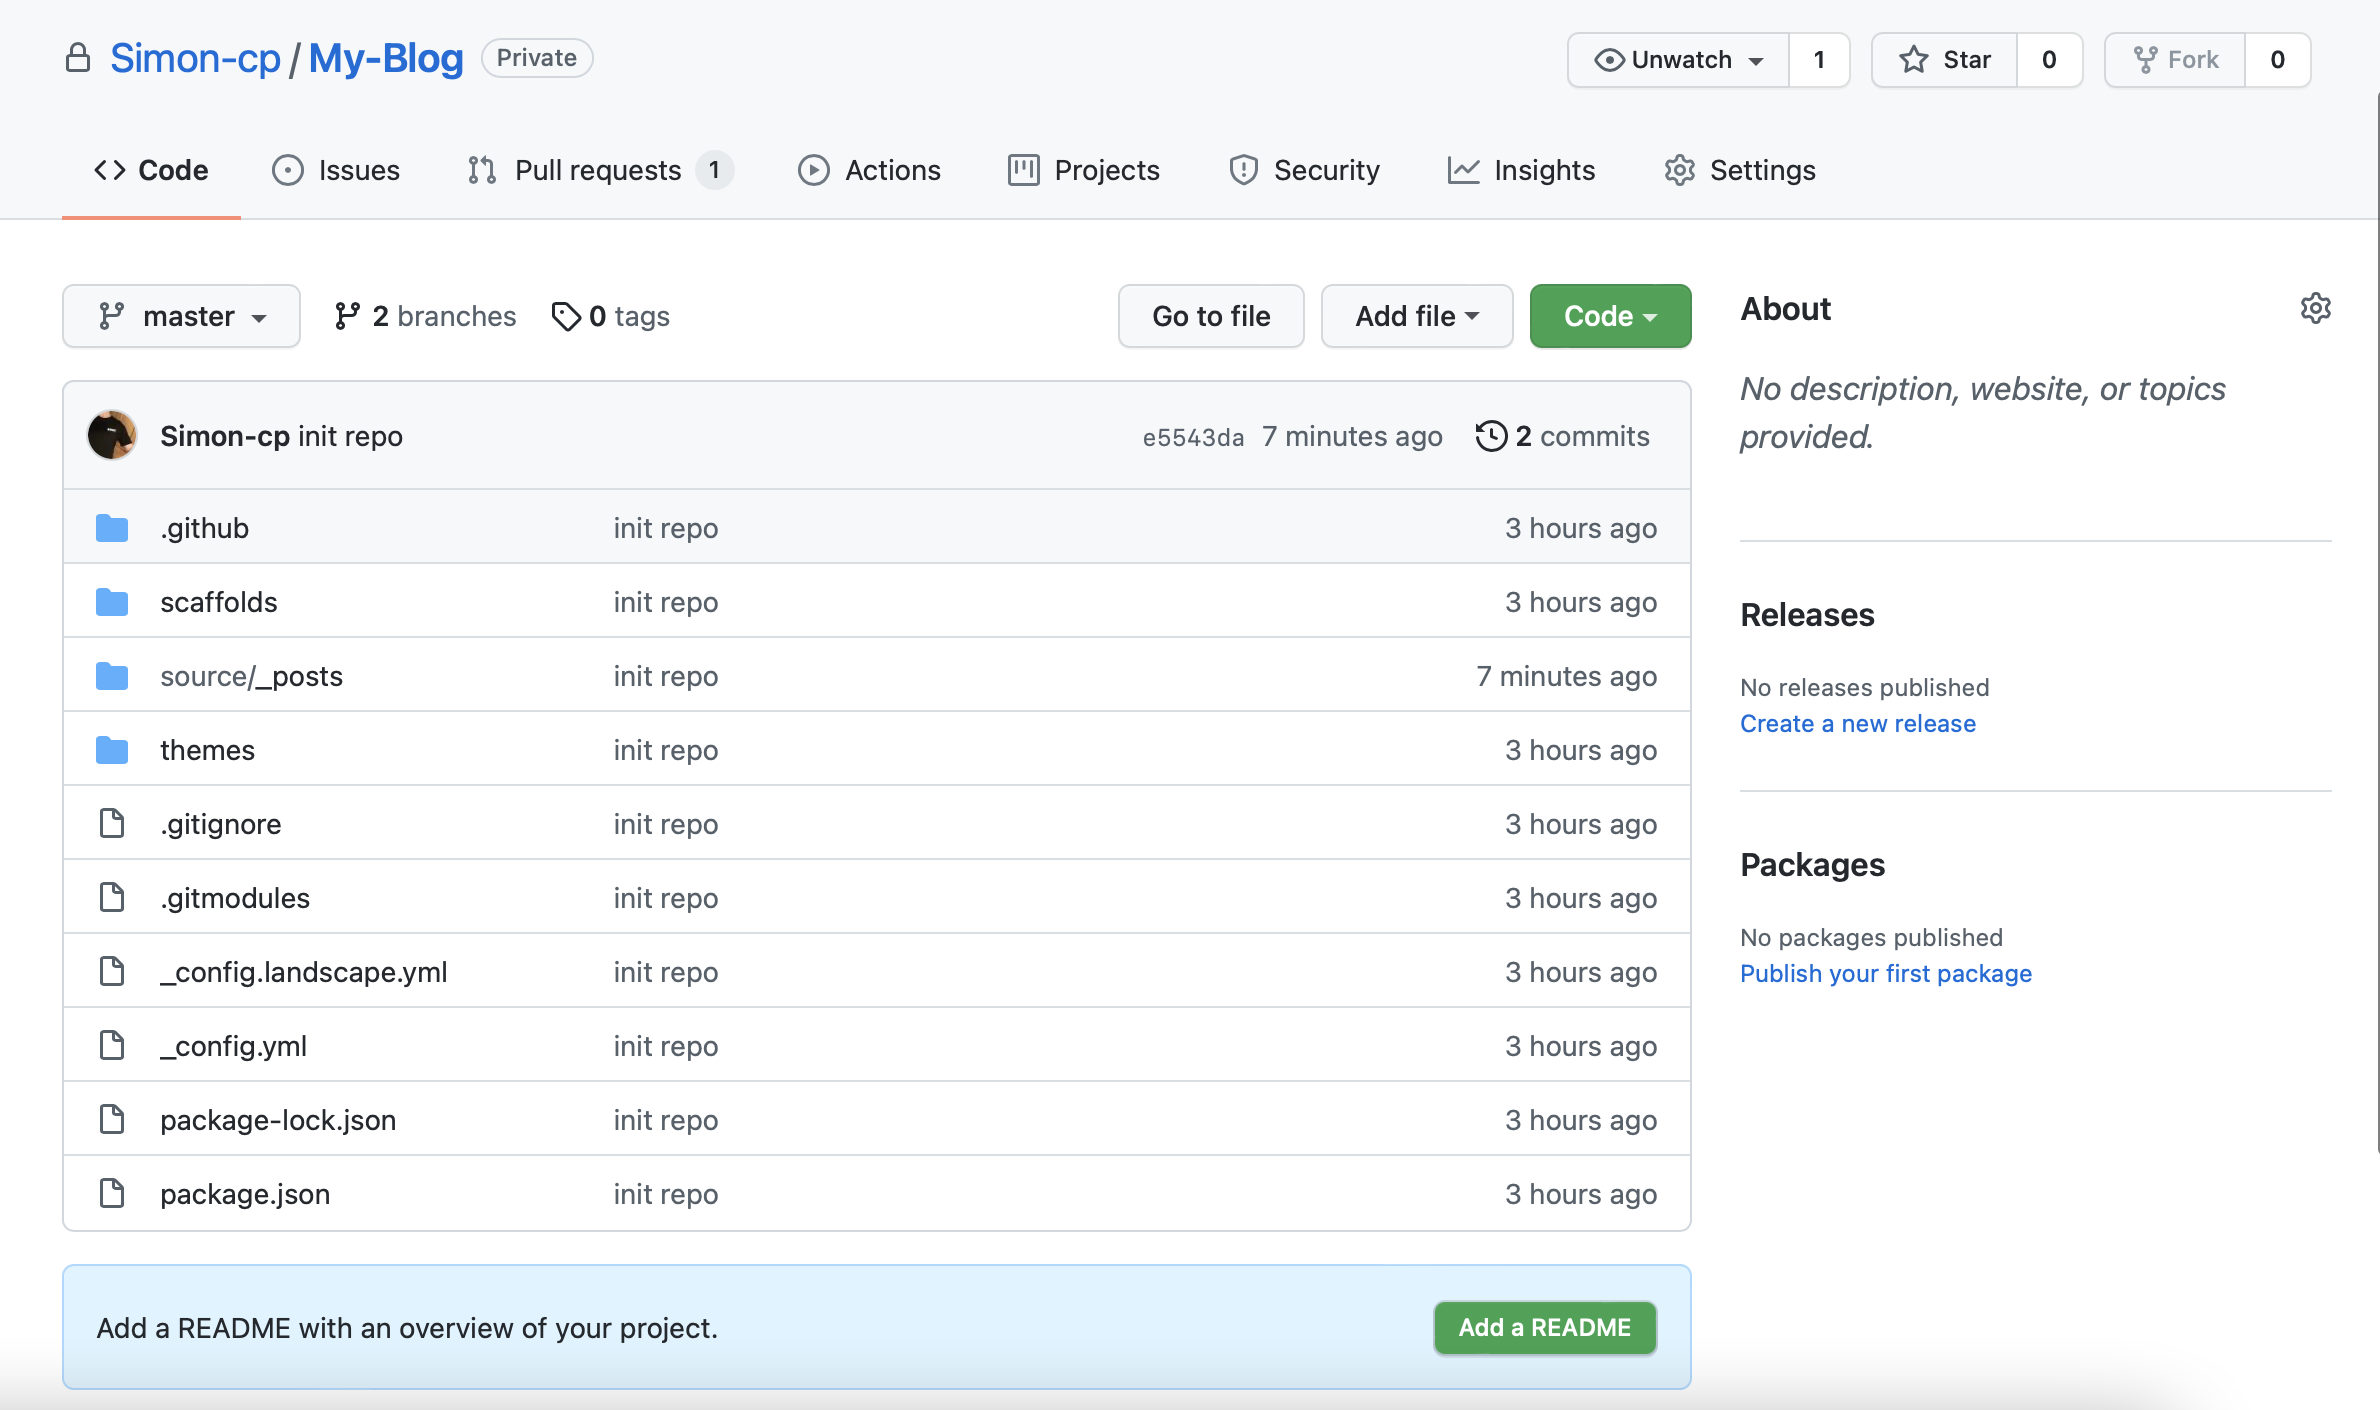 Simon-cp / My-Blog Private Unwatch 1 Star 0 Fork 0
Code Issues Pull requests 1 Actions Projects Security Insights Settings
master 2 branches 0 tags Go to file Add file Code
Simon-cp init repo e5543da 7 minutes ago 2 commits
.github init repo 3 hours ago
scaffolds init repo 3 hours ago
source/_posts init repo 7 minutes ago
themes init repo 3 hours ago
.gitignore init repo 3 hours ago
.gitmodules init repo 3 hours ago
_config.landscape.yml init repo 3 hours ago
_config.yml init repo 3 hours ago
package-lock.json init repo 3 hours ago
package.json init repo 3 hours ago
Add a README with an overview of your project. Add a README
About
No description, website, or topics
provided.
Releases
No releases published
Create a new release
Packages
No packages published
Publish your first package